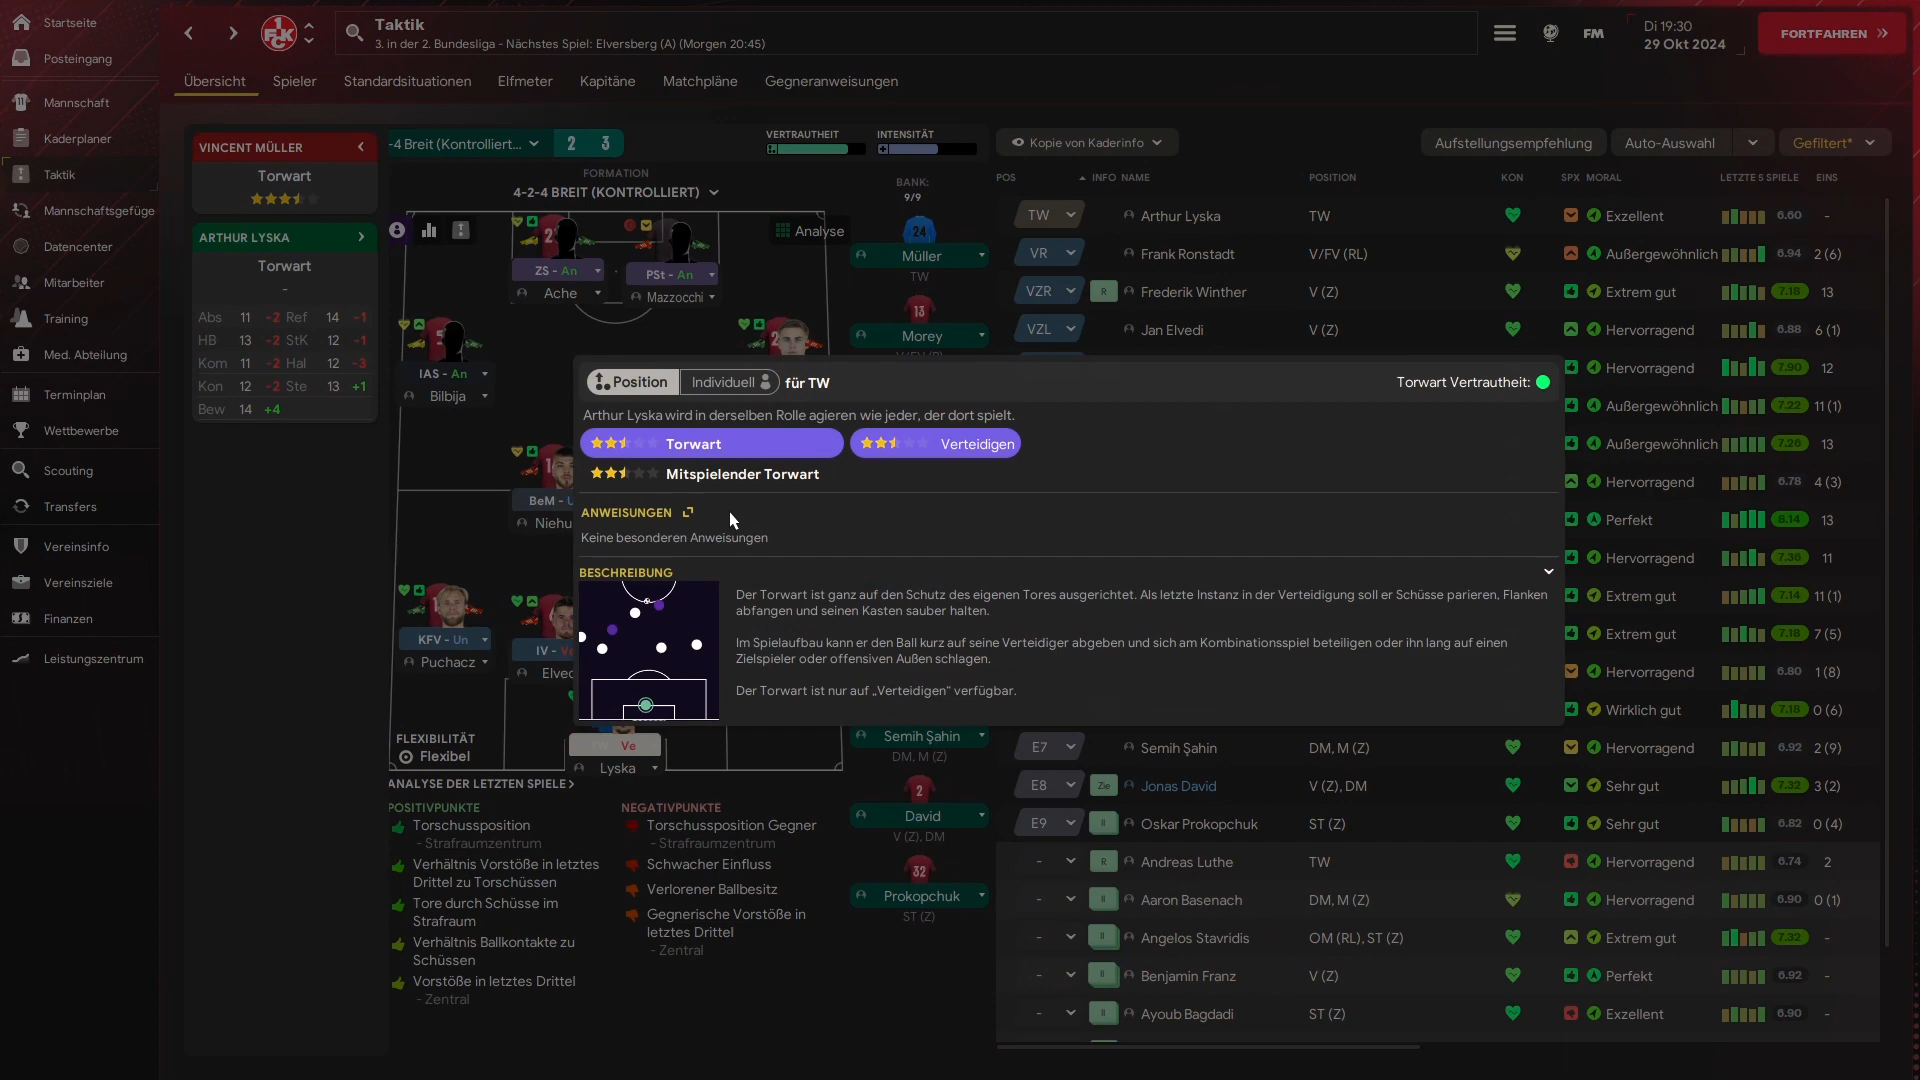 Startseite
Posteingang
Mannschaft
Kaderplaner
Taktik
Mannschaftsgefüge
Datencenter
Mitarbeiter
Training
Med. Abteilung
Terminplan
Wettbewerbe
Scouting
Transfers
Vereinsinfo
Vereinsziele
Finanzen
Leistungszentrum
Taktik
3. in der 2. Bundesliga - Nächstes Spiel: Elversberg (A) (Morgen 20:45)
FM
Di 19:30
29 Okt 2024
FORTFAHREN
Übersicht
Spieler
Standardsituationen
Elfmeter
Kapitäne
Matchpläne
Gegneranweisungen
VINCENT MÜLLER
Torwart
ARTHUR LYSKA
Torwart
-
Abs 11 -2 Ref 14 -1
HB 13 -2 StK 12 -1
Kom 11 -2 Hal 12 -3
Kon 12 -2 Ste 13 +1
Bew 14 +4
-4 Breit (Kontrolliert...
2 3
VERTRAUTHEIT
INTENSITÄT
FORMATION
4-2-4 BREIT (KONTROLLIERT)
Analyse
ZS - An
Ache
PSt - An
Mazzocchi
IAS - An
Bilbija
BeM - U
Niehu
KFV - Un
Puchacz
IV - Ve
Elvec
Ve
Lyska
FLEXIBILITÄT
Flexibel
BANK:
9/9
24
Müller
TW
13
Morey
Semih Şahin
DM, M (Z)
2
David
V (Z), DM
32
Prokopchuk
ST (Z)
ANALYSE DER LETZTEN SPIELE >
POSITIVPUNKTE
Torschussposition
- Strafraumzentrum
Verhältnis Vorstöße in letztes
Drittel zu Torschüssen
Tore durch Schüsse im
Strafraum
Verhältnis Ballkontakte zu
Schüssen
Vorstöße in letztes Drittel
- Zentral
NEGATIVPUNKTE
Torschussposition Gegner
- Strafraumzentrum
Schwacher Einfluss
Verlorener Ballbesitz
Gegnerische Vorstöße in
letztes Drittel
- Zentral
Position
Individuell
für TW
Torwart Vertrautheit:
Arthur Lyska wird in derselben Rolle agieren wie jeder, der dort spielt.
Torwart
Verteidigen
Mitspielender Torwart
ANWEISUNGEN
Keine besonderen Anweisungen
BESCHREIBUNG
Der Torwart ist ganz auf den Schutz des eigenen Tores ausgerichtet. Als letzte Instanz in der Verteidigung soll er Schüsse parieren, Flanken
abfangen und seinen Kasten sauber halten.
Im Spielaufbau kann er den Ball kurz auf seine Verteidiger abgeben und sich am Kombinationsspiel beteiligen oder ihn lang auf einen
Zielspieler oder offensiven Außen schlagen.
Der Torwart ist nur auf „Verteidigen“ verfügbar.
Kopie von Kaderinfo
Aufstellungsempfehlung
Auto-Auswahl
Gefiltert*
POS INFO NAME POSITION KON SPX MORAL LETZTE 5 SPIELE EINS
TW Arthur Lyska TW Exzellent 6.60 -
VR Frank Ronstadt V/FV (RL) Außergewöhnlich 6.94 2 (6)
VZR R Frederik Winther V (Z) Extrem gut 7.18 13
VZL Jan Elvedi V (Z) Hervorragend 6.88 6 (1)
Hervorragend 7.90 12
Außergewöhnlich 7.22 11 (1)
Außergewöhnlich 7.26 13
Hervorragend 6.78 4 (3)
Perfekt 8.14 13
Hervorragend 7.36 11
Extrem gut 7.14 11 (1)
Extrem gut 7.18 7 (5)
Hervorragend 6.80 1 (8)
Wirklich gut 7.18 0 (6)
E7 Semih Şahin DM, M (Z) Hervorragend 6.92 2 (9)
E8 Zie Jonas David V (Z), DM Sehr gut 7.32 3 (2)
E9 II Oskar Prokopchuk ST (Z) Sehr gut 6.82 0 (4)
- R Andreas Luthe TW Hervorragend 6.74 2
- II Aaron Basenach DM, M (Z) Hervorragend 6.90 0 (1)
- II Angelos Stavridis OM (RL), ST (Z) Extrem gut 7.32 -
- II Benjamin Franz V (Z) Perfekt 6.92 -
- II Ayoub Bagdadi ST (Z) Exzellent 6.90 -